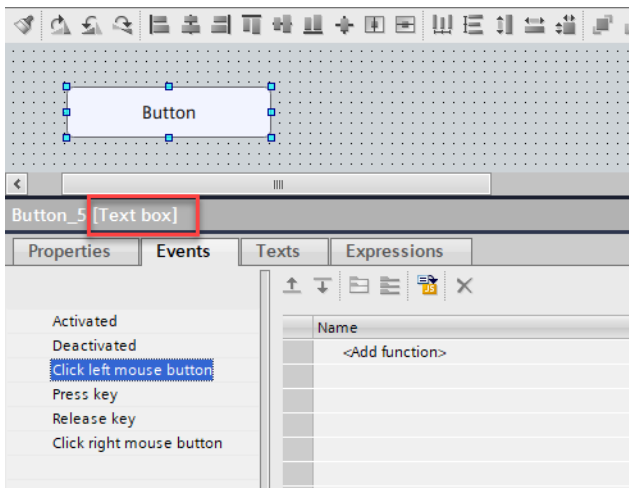 Button
Button_5 [Text box]
Properties Events Texts Expressions
JS
Activated
Deactivated
Click left mouse button
Press key
Release key
Click right mouse button
Name
<Add function>